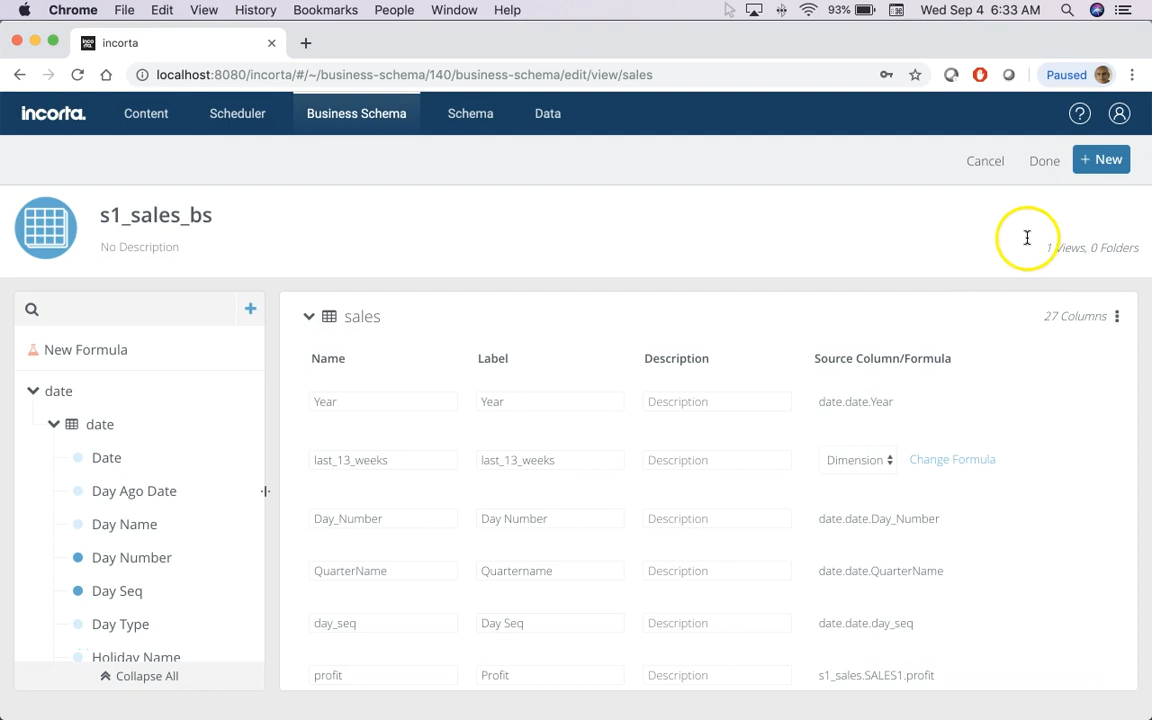 Chrome File Edit View History Bookmarks People Window Help 93% Wed Sep 4 6:33 AM
incorta
localhost:8080/incorta/#/~/business-schema/140/business-schema/edit/view/sales Paused
incorta. Content Scheduler Business Schema Schema Data
Cancel Done + New
s1_sales_bs
No Description
1 Views, 0 Folders
sales
27 Columns
New Formula
Name Label Description Source Column/Formula
date
Year Year Description date.date.Year
date
Date
last_13_weeks last_13_weeks Description Dimension Change Formula
Day Ago Date
Day Name
Day_Number Day Number Description date.date.Day_Number
Day Number
QuarterName Quartername Description date.date.QuarterName
Day Seq
Day Type
day_seq Day Seq Description date.date.day_seq
Holiday Name
Collapse All
profit Profit Description s1_sales.SALES1.profit